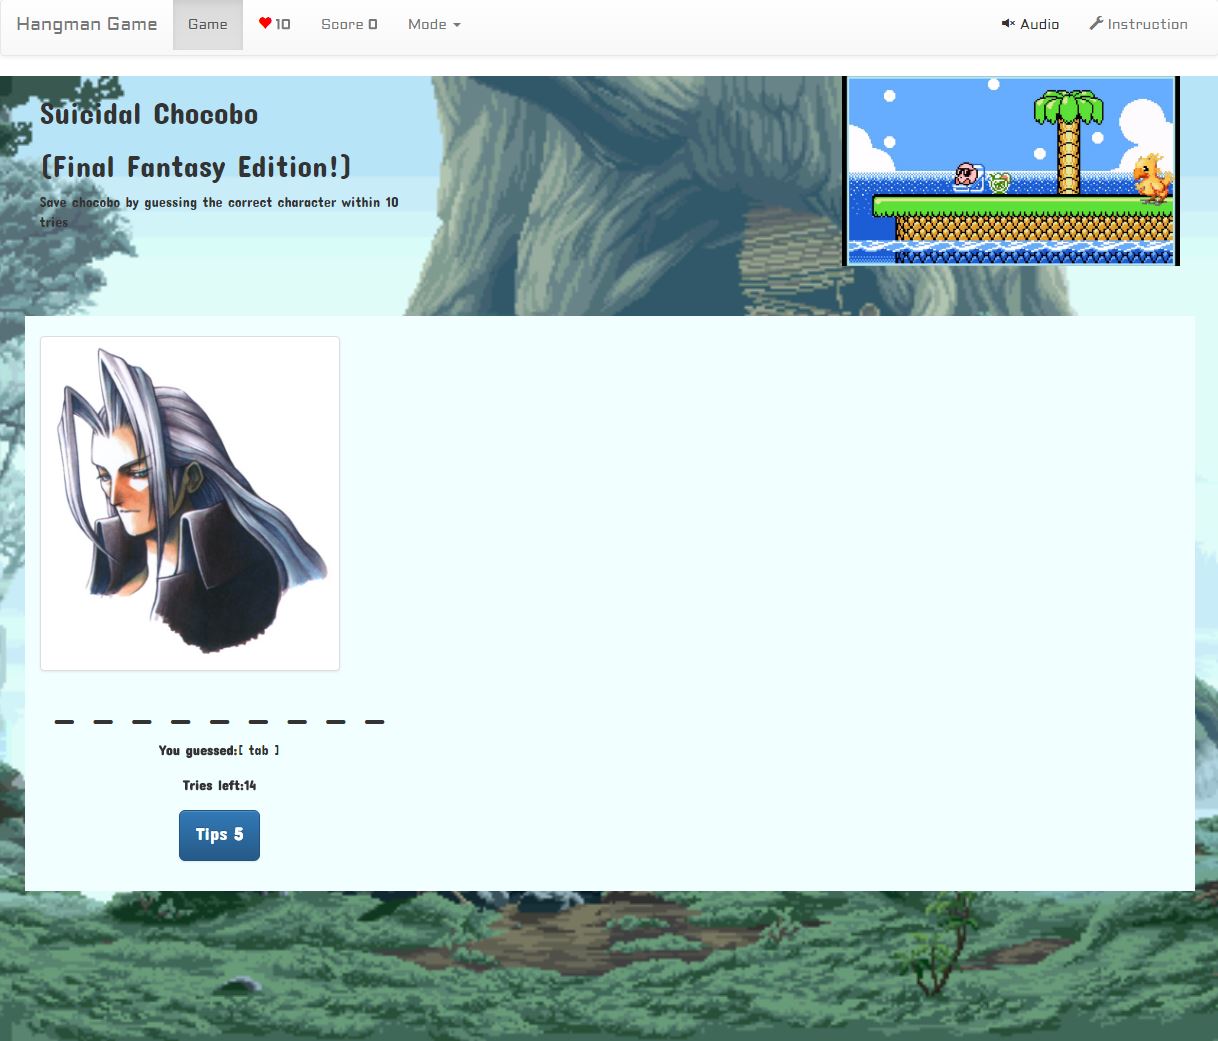 Hangman Game Game 10 Score 0 Mode Audio Instruction
Suicidal Chocobo
(Final Fantasy Edition!)
Save chocobo by guessing the correct character within 10
tries
_ _ _ _ _ _ _ _ _
You guessed:[ tab ]
Tries left:14
Tips 5